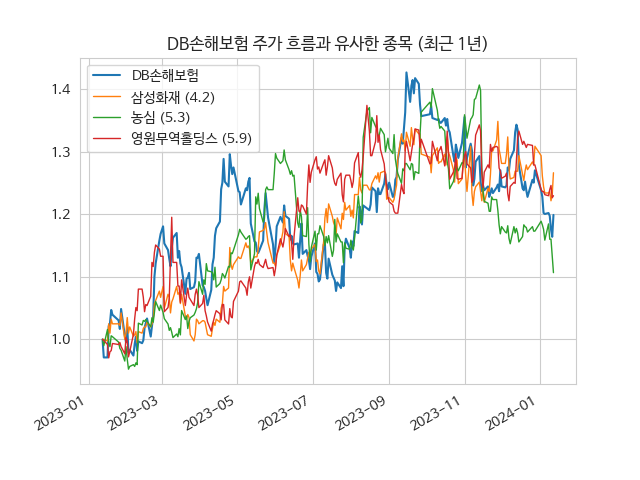 DB손해보험 주가 흐름과 유사한 종목 (최근 1년)
DB손해보험
삼성화재 (4.2)
농심 (5.3)
영원무역홀딩스 (5.9)
1.4
1.3
1.2
1.1
1.0
2023-01
2023-03
2023-05
2023-07
2023-09
2023-11
2024-01